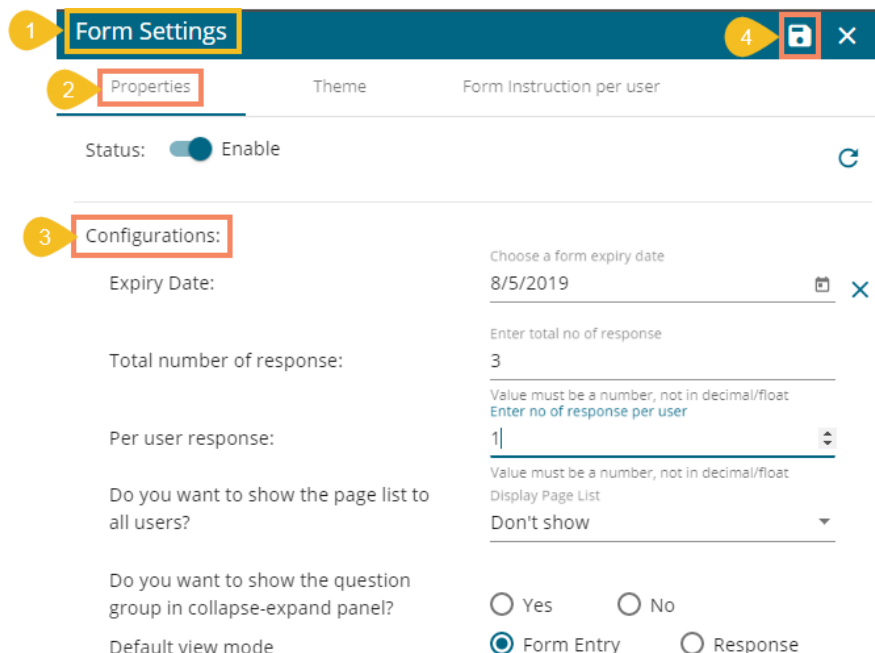 1 Form Settings 4
2 Properties Theme Form Instruction per user
Status: Enable
3 Configurations:
Choose a form expiry date
Expiry Date: 8/5/2019
Enter total no of response
Total number of response: 3
Value must be a number, not in decimal/float
Enter no of response per user
Per user response: 1
Value must be a number, not in decimal/float
Do you want to show the page list to
Display Page List
all users? Don't show
Do you want to show the question
group in collapse-expand panel? Yes No
Default view mode Form Entry Response